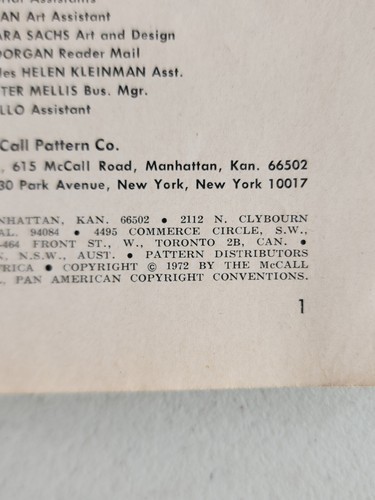 AN Art Assistant
ARA SACHS Art and Design
ORGAN Reader Mail
les HELEN KLEINMAN Asst.
TER MELLIS Bus. Mgr.
LLO Assistant
Call Pattern Co.
615 McCall Road, Manhattan, Kan. 66502
30 Park Avenue, New York, New York 10017
NHATTAN, KAN. 66502 • 2112 N. CLYBOURN
AL. 94084 • 4495 COMMERCE CIRCLE, S.W.,
-464 FRONT ST., W., TORONTO 2B, CAN. •
K, N.S.W., AUST. • PATTERN DISTRIBUTORS
RICA • COPYRIGHT © 1972 BY THE McCALL
PAN AMERICAN COPYRIGHT CONVENTIONS.
1